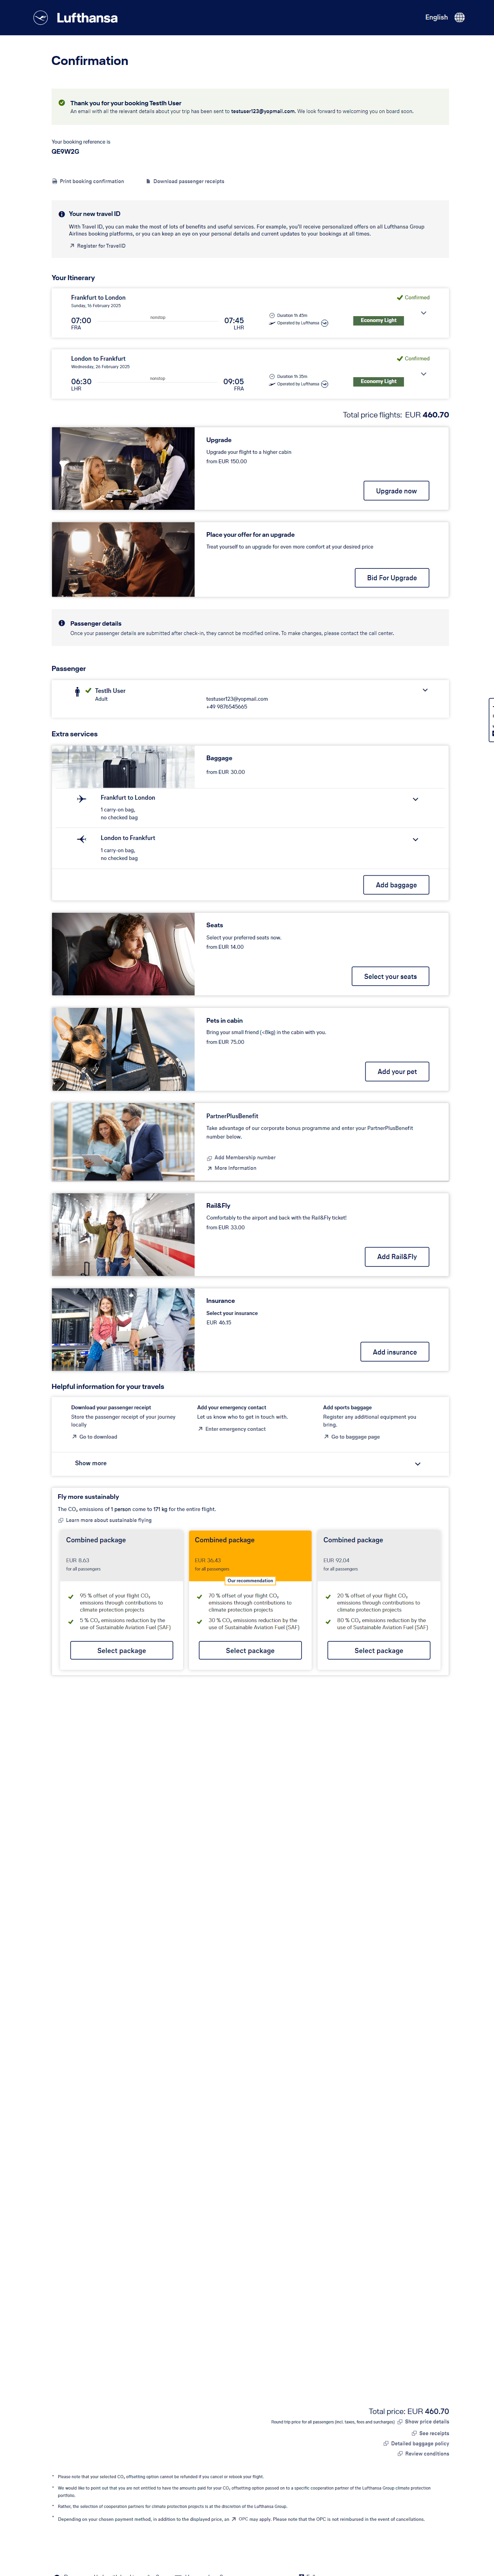 Lufthansa
English
Confirmation
Thank you for your booking Testlh User
An email with all the relevant details about your trip has been sent to testuser123@yopmail.com. We look forward to welcoming you on board soon.
Your booking reference is
QE9W2G
Print booking confirmation
Download passenger receipts
Your new travel ID
With Travel ID, you can make the most of lots of benefits and useful services. For example, you'll receive personalized offers on all Lufthansa Group
Airlines booking platforms, or you can keep an eye on your personal details and current updates to your bookings at all times.
Register for TravelID
Your Itinerary
Frankfurt to London
Confirmed
Sunday, 16 February 2025
07:00
nonstop
07:45
Duration 1h 45m
FRA
LHR
Operated by Lufthansa
Economy Light
London to Frankfurt
Confirmed
Wednesday, 26 February 2025
06:30
nonstop
09:05
Duration 1h 35m
LHR
FRA
Operated by Lufthansa
Economy Light
Total price flights: EUR 460.70
Upgrade
Upgrade your flight to a higher cabin
from EUR 150.00
Upgrade now
Place your offer for an upgrade
Treat yourself to an upgrade for even more comfort at your desired price
Bid For Upgrade
Passenger details
Once your passenger details are submitted after check-in, they cannot be modified online. To make changes, please contact the call center.
Passenger
Testlh User
Adult
testuser123@yopmail.com
+49 9876545665
Extra services
Baggage
from EUR 30.00
Frankfurt to London
1 carry-on bag,
no checked bag
London to Frankfurt
1 carry-on bag,
no checked bag
Add baggage
Seats
Select your preferred seats now.
from EUR 14.00
Select your seats
Pets in cabin
Bring your small friend (<8kg) in the cabin with you.
from EUR 75.00
Add your pet
PartnerPlusBenefit
Take advantage of our corporate bonus programme and enter your PartnerPlusBenefit
number below.
Add Membership number
More Information
Rail&Fly
Comfortably to the airport and back with the Rail&Fly ticket!
from EUR 33.00
Add Rail&Fly
Insurance
Select your insurance
EUR 46.15
Add insurance
Helpful information for your travels
Download your passenger receipt
Store the passenger receipt of your journey
locally
Go to download
Add your emergency contact
Let us know who to get in touch with.
Enter emergency contact
Add sports baggage
Register any additional equipment you
bring.
Go to baggage page
Show more
Fly more sustainably
The CO₂ emissions of 1 person come to 171 kg for the entire flight.
Learn more about sustainable flying
Combined package
EUR 8.63
for all passengers
95 % offset of your flight CO₂
emissions through contributions to
climate protection projects
5 % CO₂ emissions reduction by the
use of Sustainable Aviation Fuel (SAF)
Select package
Combined package
EUR 36.43
for all passengers
Our recommendation
70 % offset of your flight CO₂
emissions through contributions to
climate protection projects
30 % CO₂ emissions reduction by the
use of Sustainable Aviation Fuel (SAF)
Select package
Combined package
EUR 92.04
for all passengers
20 % offset of your flight CO₂
emissions through contributions to
climate protection projects
80 % CO₂ emissions reduction by the
use of Sustainable Aviation Fuel (SAF)
Select package
Total price: EUR 460.70
Round trip price for all passengers (incl. taxes, fees and surcharges). Show price details
See receipts
Detailed baggage policy
Review conditions
* Please note that your selected CO₂ offsetting option cannot be refunded if you cancel or rebook your flight.
* We would like to point out that you are not entitled to have the amounts paid for your CO₂ offsetting option passed on to a specific cooperation partner of the Lufthansa Group climate protection
portfolio.
* Rather, the selection of cooperation partners for climate protection projects is at the discretion of the Lufthansa Group.
* Depending on your chosen payment method, in addition to the displayed price, an OPC may apply. Please note that the OPC is not reimbursed in the event of cancellations.